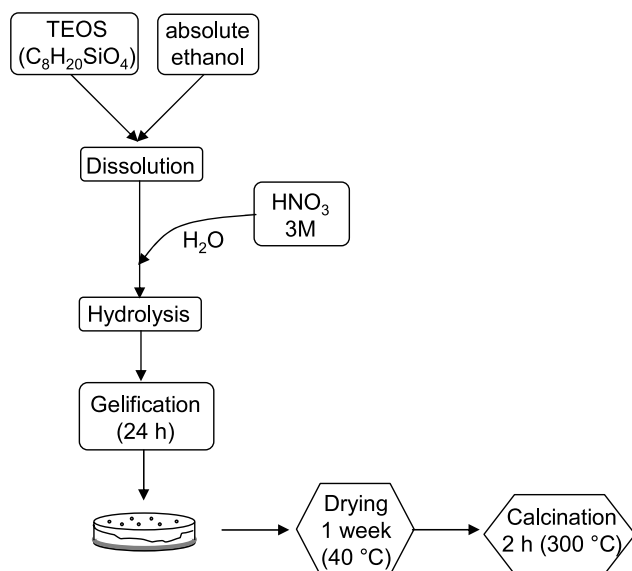 TEOS
(C₈H₂₀SiO₄)
absolute
ethanol
Dissolution
HNO₃
3M
H₂O
Hydrolysis
Gelification
(24 h)
Drying
1 week
(40 °C)
Calcination
2 h (300 °C)